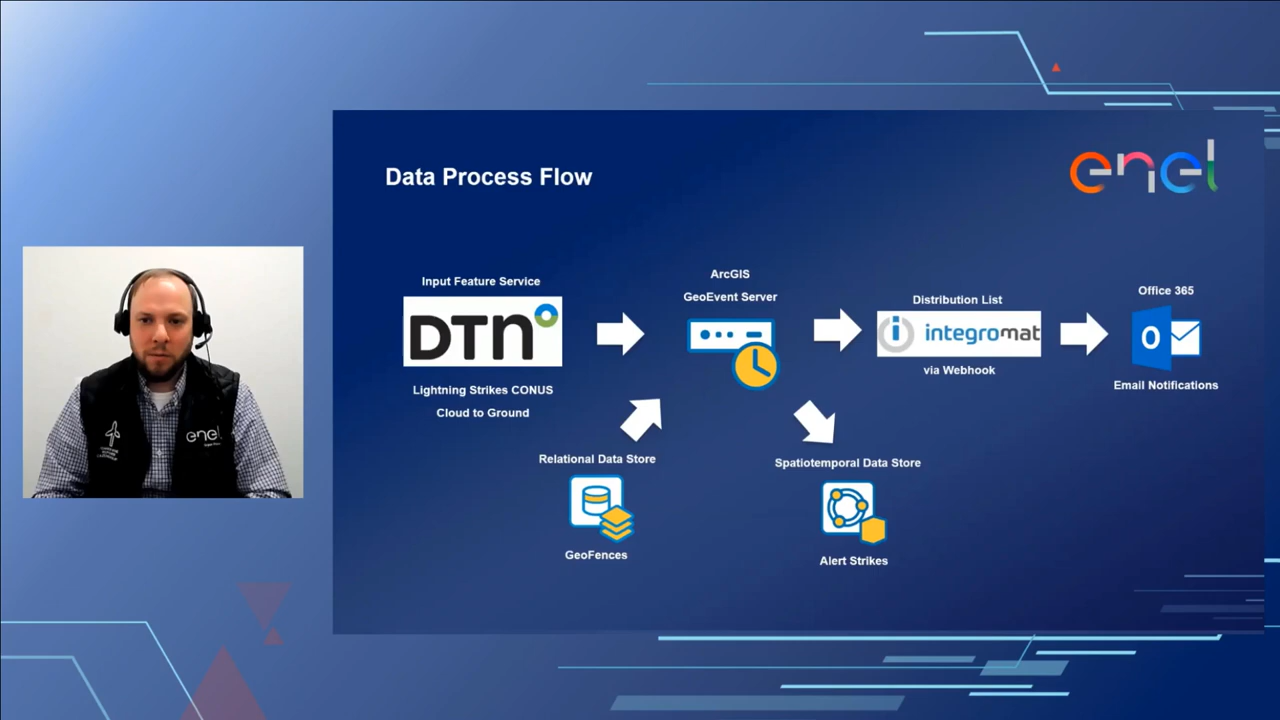 Data Process Flow
enel
Input Feature Service
DTN
Lightning Strikes CONUS
Cloud to Ground
ArcGIS
GeoEvent Server
Distribution List
integromat
via Webhook
Office 365
O
Email Notifications
Relational Data Store
GeoFences
Spatiotemporal Data Store
Alert Strikes
enel